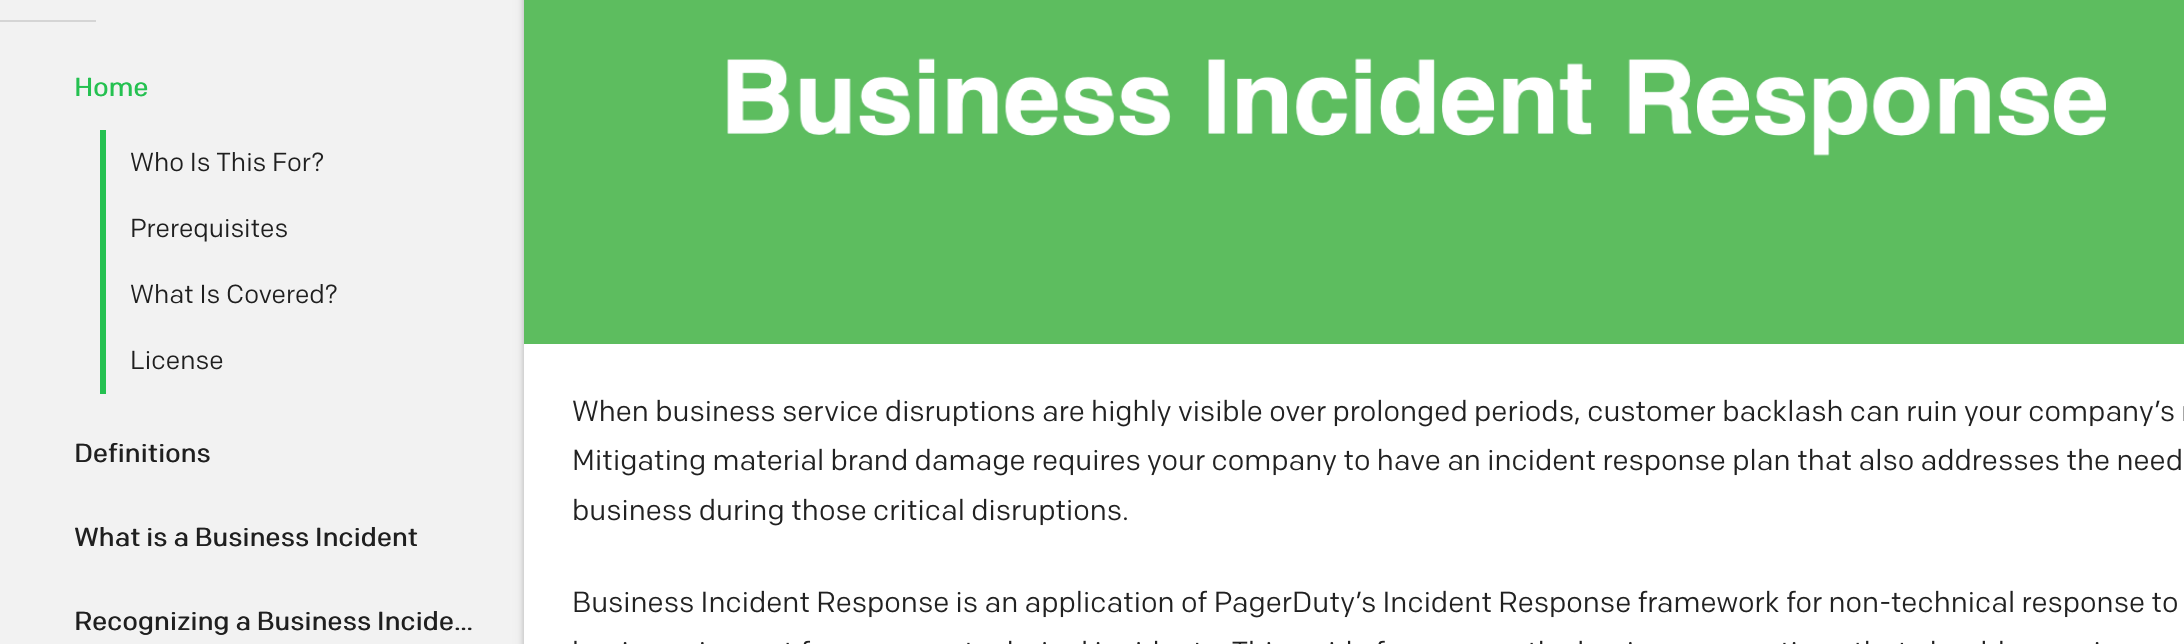 Home
Who Is This For?
Prerequisites
What Is Covered?
License
Definitions
What is a Business Incident
Recognizing a Business Incide...
Business Incident Response
When business service disruptions are highly visible over prolonged periods, customer backlash can ruin your company’s
Mitigating material brand damage requires your company to have an incident response plan that also addresses the need
business during those critical disruptions.
Business Incident Response is an application of PagerDuty’s Incident Response framework for non-technical response to